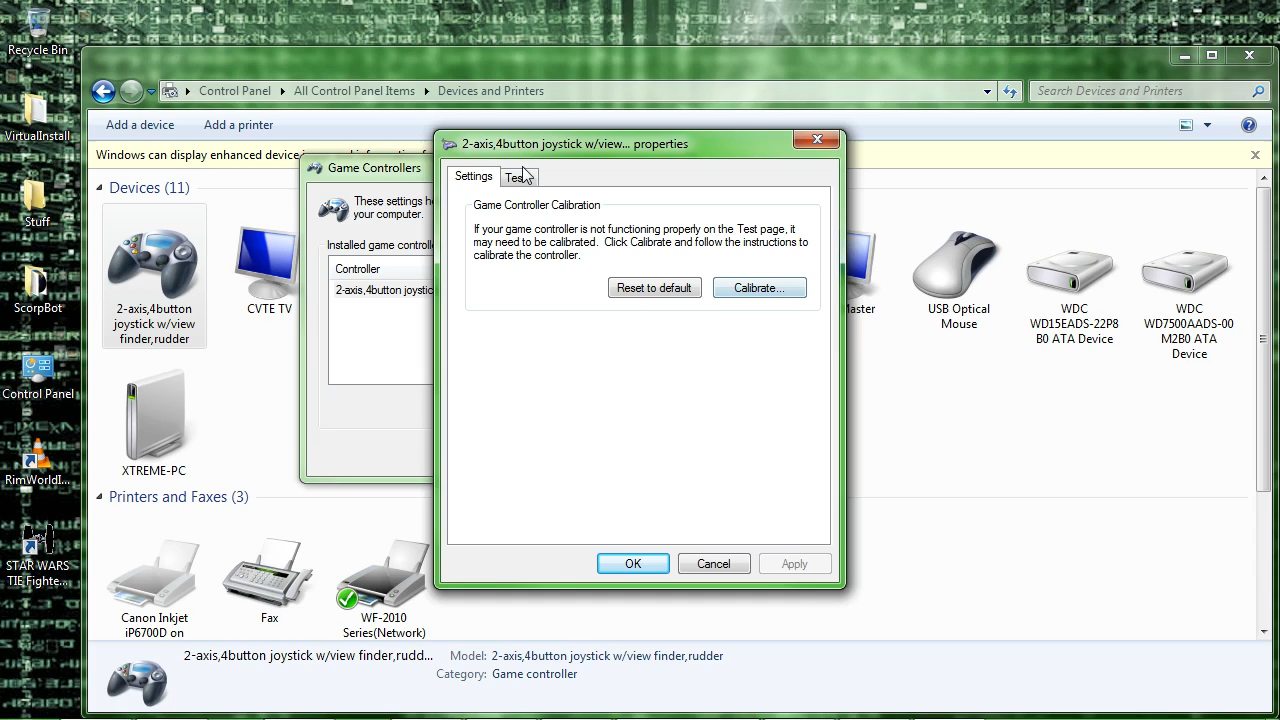 Recycle Bin
VirtualInstall
Stuff
ScorpBot
Control Panel
RimWorldI...
STAR WARS
TIE Fighte...
Control Panel
All Control Panel Items
Devices and Printers
Search Devices and Printers
Add a device
Add a printer
Windows can display enhanced device
Devices (11)
2-axis,4button
joystick w/view
finder,rudder
CVTE TV
USB Optical
Mouse
WDC
WD15EADS-22P8
B0 ATA Device
WDC
WD7500AADS-00
M2B0 ATA
Device
XTREME-PC
Printers and Faxes (3)
Canon Inkjet
iP6700D on
Fax
WF-2010
Series(Network)
Game Controllers
These settings
your computer.
Installed game
Controller
2-axis,4button
2-axis,4button joystick w/view... properties
Settings
Game Controller Calibration
If your game controller is not functioning properly on the Test page, it
may need to be calibrated. Click Calibrate and follow the instructions to
calibrate the controller.
Reset to default
Calibrate...
OK
Cancel
Apply
2-axis,4button joystick w/view finder,rudd...
Model: 2-axis,4button joystick w/view finder,rudder
Category: Game controller